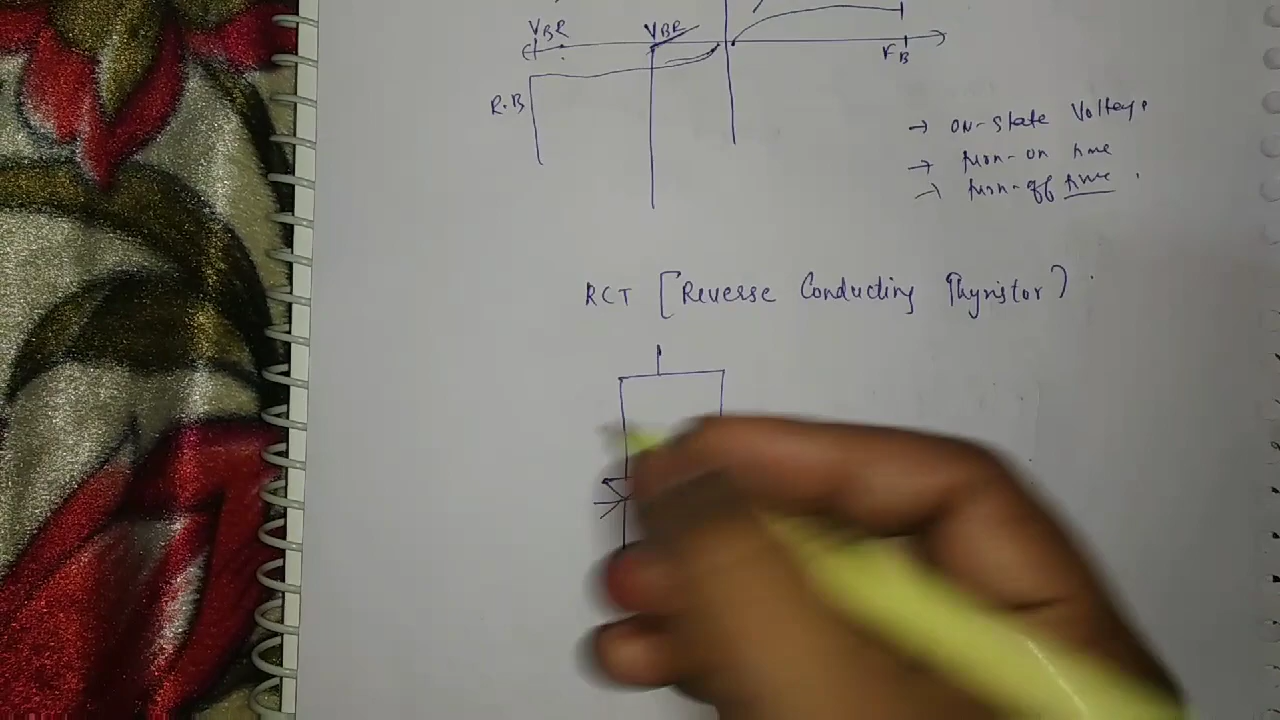 VBR VBR
FB
R.B
→ ON-State Voltage
→ turn-on time
→ turn-off time.
RCT [Reverse Conducting Thyristor]